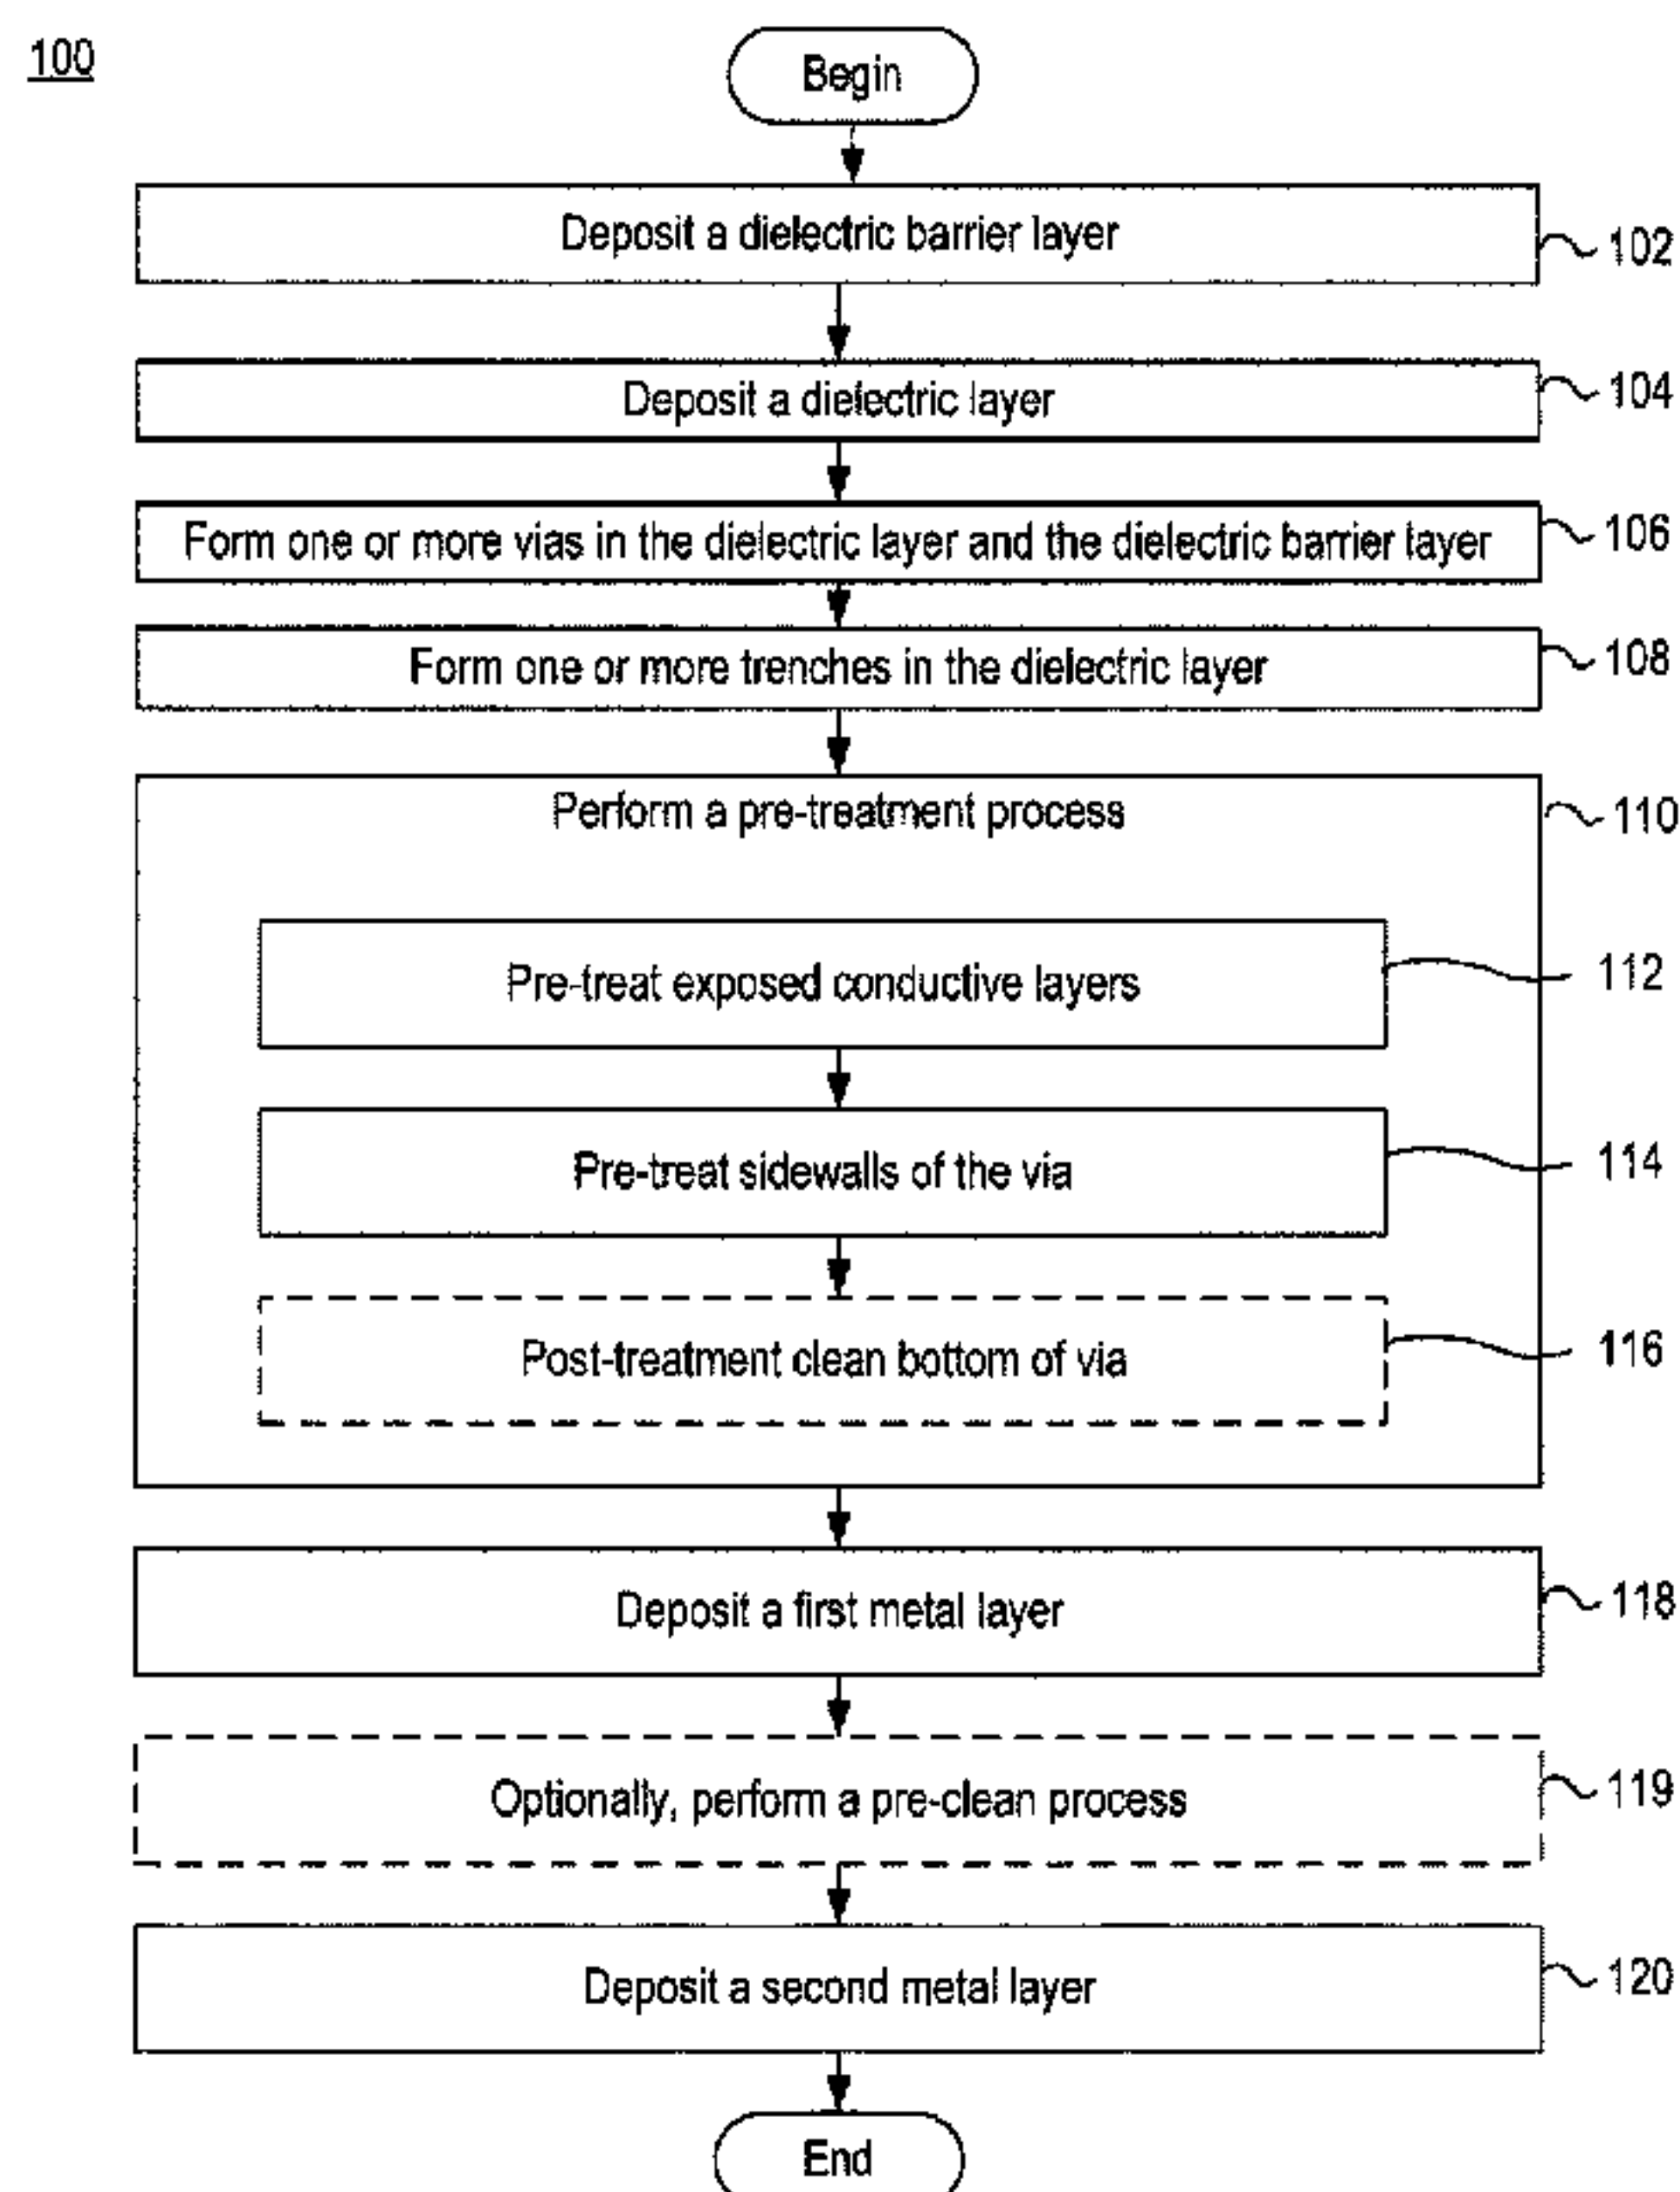 100
Begin
Deposit a dielectric barrier layer
102
Deposit a dielectric layer
104
Form one or more vias in the dielectric layer and the dielectric barrier layer
106
Form one or more trenches in the dielectric layer
108
Perform a pre-treatment process
110
Pre-treat exposed conductive layers
112
Pre-treat sidewalls of the via
114
Post-treatment clean bottom of via
116
Deposit a first metal layer
118
Optionally, perform a pre-clean process
119
Deposit a second metal layer
120
End